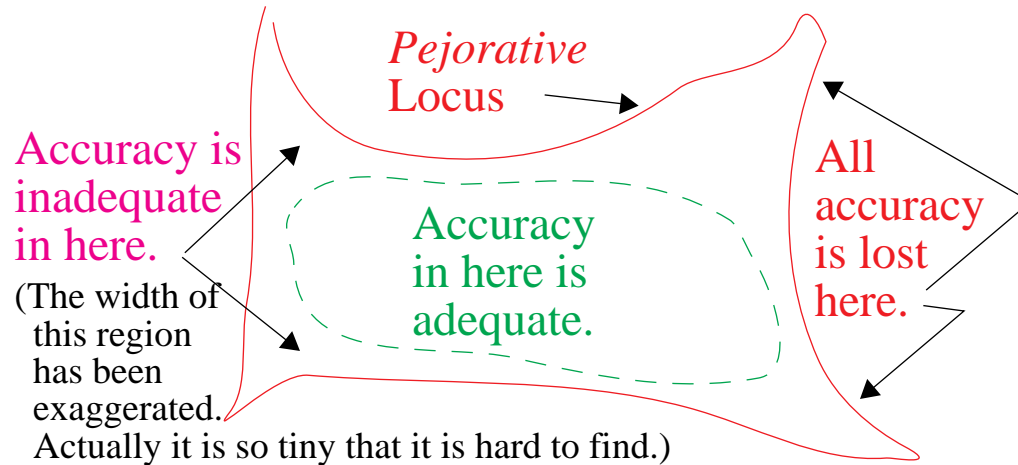 Pejorative
Locus
Accuracy is
inadequate
in here.
(The width of
this region
has been
exaggerated.
Actually it is so tiny that it is hard to find.)
Accuracy
in here is
adequate.
All
accuracy
is lost
here.